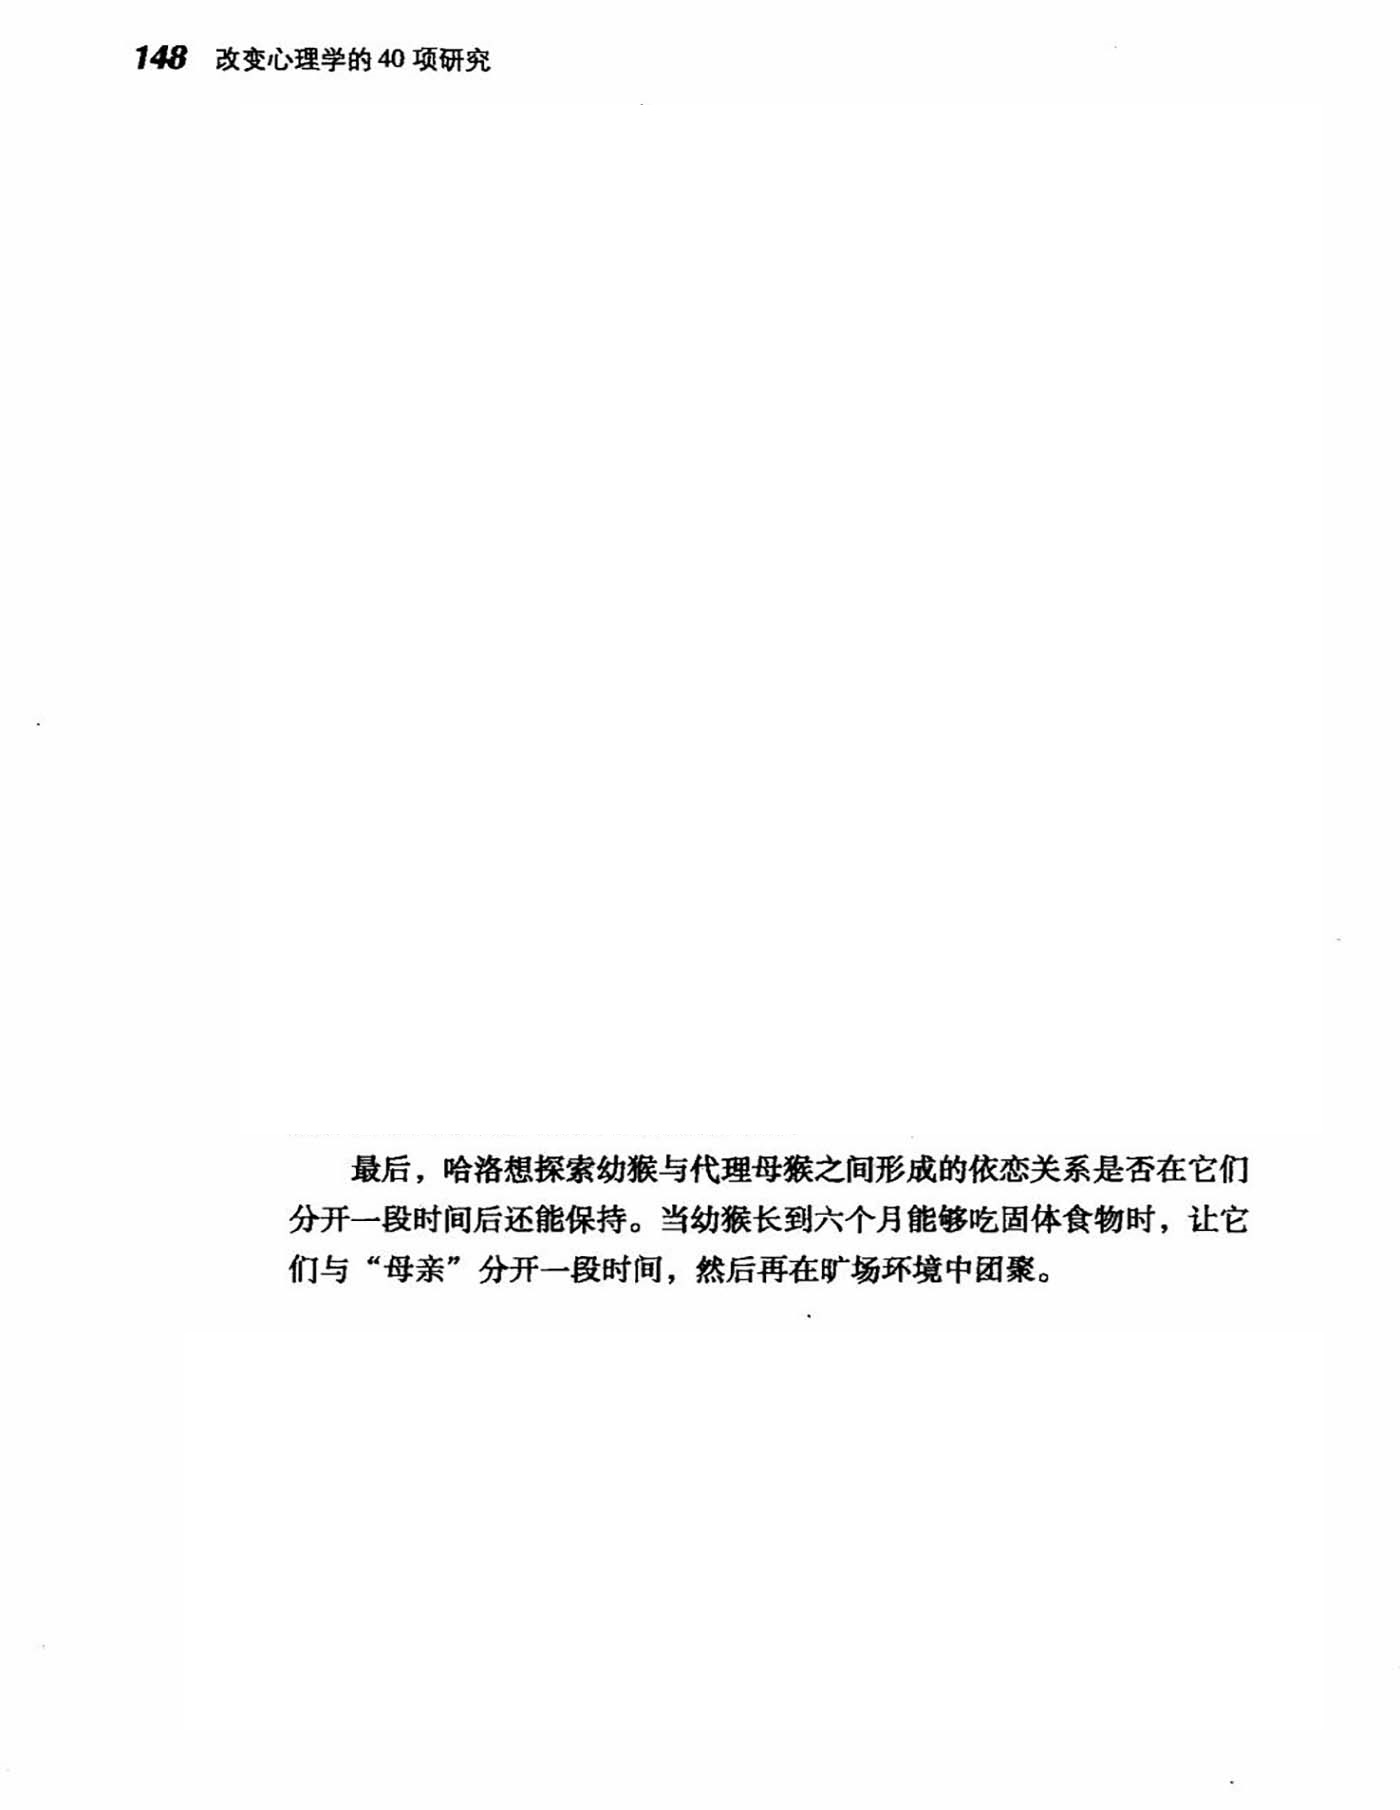 148 改变心理学的40项研究
最后，哈洛想探索幼猴与代理母猴之间形成的依恋关系是否在它们
分开一段时间后还能保持。当幼猴长到六个月能够吃固体食物时，让它
们与“母亲”分开一段时间，然后再在旷场环境中团聚。